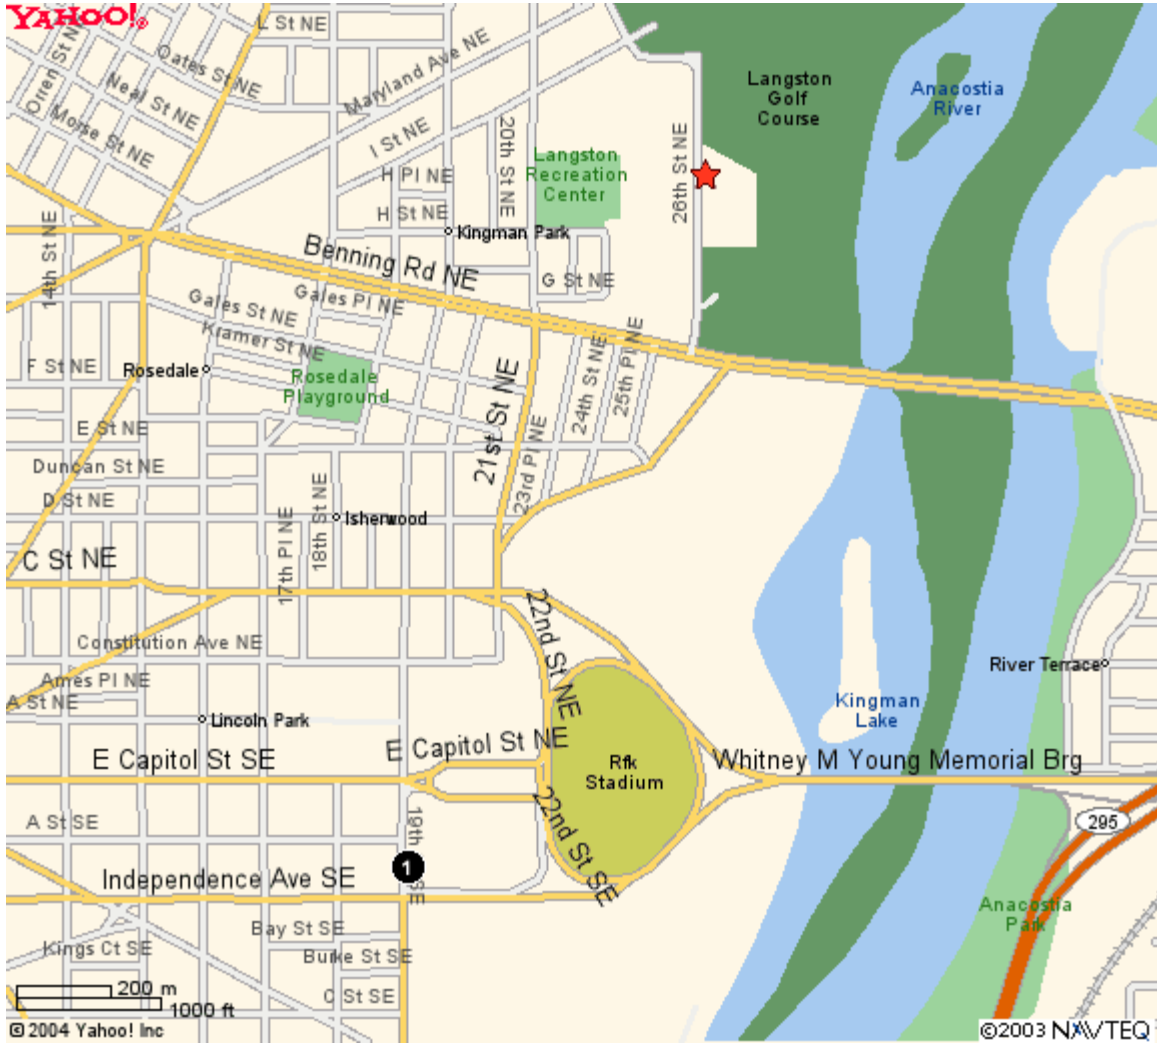 YAHOO!®
L St NE
Orren St NE
Oates St NE
Neal St NE
Morse St NE
Maryland Ave NE
I St NE
20th St NE
H Pl NE
H St NE
Kingman Park
Langston
Recreation
Center
26th St NE
Langston
Golf
Course
Anacostia
River
14th St NE
Benning Rd NE
G St NE
Gales St NE
Gales Pl NE
Kramer St NE
F St NE
Rosedale
Rosedale
Playground
21st St NE
23rd Pl NE
24th St NE
25th Pl NE
E St NE
Duncan St NE
D St NE
Isherwood
C St NE
17th Pl NE
18th St NE
22nd St NE
Constitution Ave NE
Ames Pl NE
A St NE
Lincoln Park
River Terrace
Kingman
Lake
E Capitol St SE
E Capitol St NE
Rfk
Stadium
Whitney M Young Memorial Brg
22nd St SE
A St SE
19th SE
1
295
Independence Ave SE
Anacostia
Park
Bay St SE
Kings Ct SE
Burke St SE
C St SE
200 m
1000 ft
© 2004 Yahoo! Inc
©2003 NAVTEQ